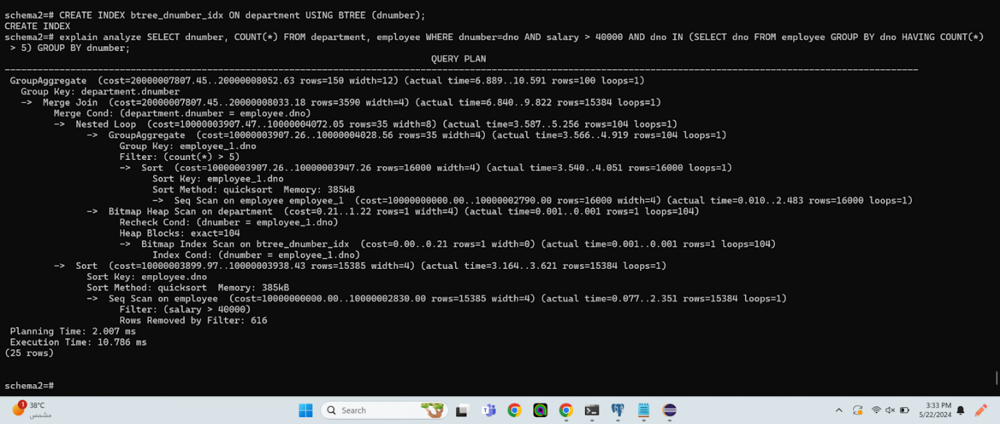 schema2=# CREATE INDEX btree_dnumber_idx ON department USING BTREE (dnumber);
CREATE INDEX
schema2=# explain analyze SELECT dnumber, COUNT(*) FROM department, employee WHERE dnumber=dno AND salary > 40000 AND dno IN (SELECT dno FROM employee GROUP BY dno HAVING COUNT(*)
 > 5) GROUP BY dnumber;
QUERY PLAN
GroupAggregate (cost=20000007807.45..20000008052.63 rows=150 width=12) (actual time=6.889..10.591 rows=100 loops=1)
Group Key: department.dnumber
-> Merge Join (cost=20000007807.45..20000008033.18 rows=3590 width=4) (actual time=6.840..9.822 rows=15384 loops=1)
Merge Cond: (department.dnumber = employee.dno)
-> Nested Loop (cost=10000003907.47..10000004072.05 rows=35 width=8) (actual time=3.587..5.256 rows=104 loops=1)
-> GroupAggregate (cost=10000003907.26..10000004028.56 rows=35 width=4) (actual time=3.566..4.919 rows=104 loops=1)
Group Key: employee_1.dno
Filter: (count(*) > 5)
-> Sort (cost=10000003907.26..10000003947.26 rows=16000 width=4) (actual time=3.540..4.051 rows=16000 loops=1)
Sort Key: employee_1.dno
Sort Method: quicksort Memory: 385kB
-> Seq Scan on employee employee_1 (cost=10000000000.00..10000002790.00 rows=16000 width=4) (actual time=0.010..2.483 rows=16000 loops=1)
-> Bitmap Heap Scan on department (cost=0.21..1.22 rows=1 width=4) (actual time=0.001..0.001 rows=1 loops=104)
Recheck Cond: (dnumber = employee_1.dno)
Heap Blocks: exact=104
-> Bitmap Index Scan on btree_dnumber_idx (cost=0.00..0.21 rows=1 width=0) (actual time=0.001..0.001 rows=1 loops=104)
Index Cond: (dnumber = employee_1.dno)
-> Sort (cost=10000003899.97..10000003938.43 rows=15385 width=4) (actual time=3.164..3.621 rows=15384 loops=1)
Sort Key: employee.dno
Sort Method: quicksort Memory: 385kB
-> Seq Scan on employee (cost=10000000000.00..10000002830.00 rows=15385 width=4) (actual time=0.077..2.351 rows=15384 loops=1)
Filter: (salary > 40000)
Rows Removed by Filter: 616
Planning Time: 2.007 ms
Execution Time: 10.786 ms
(25 rows)
schema2=#
1
38°C
مشمس
Search
3:33 PM
5/22/2024